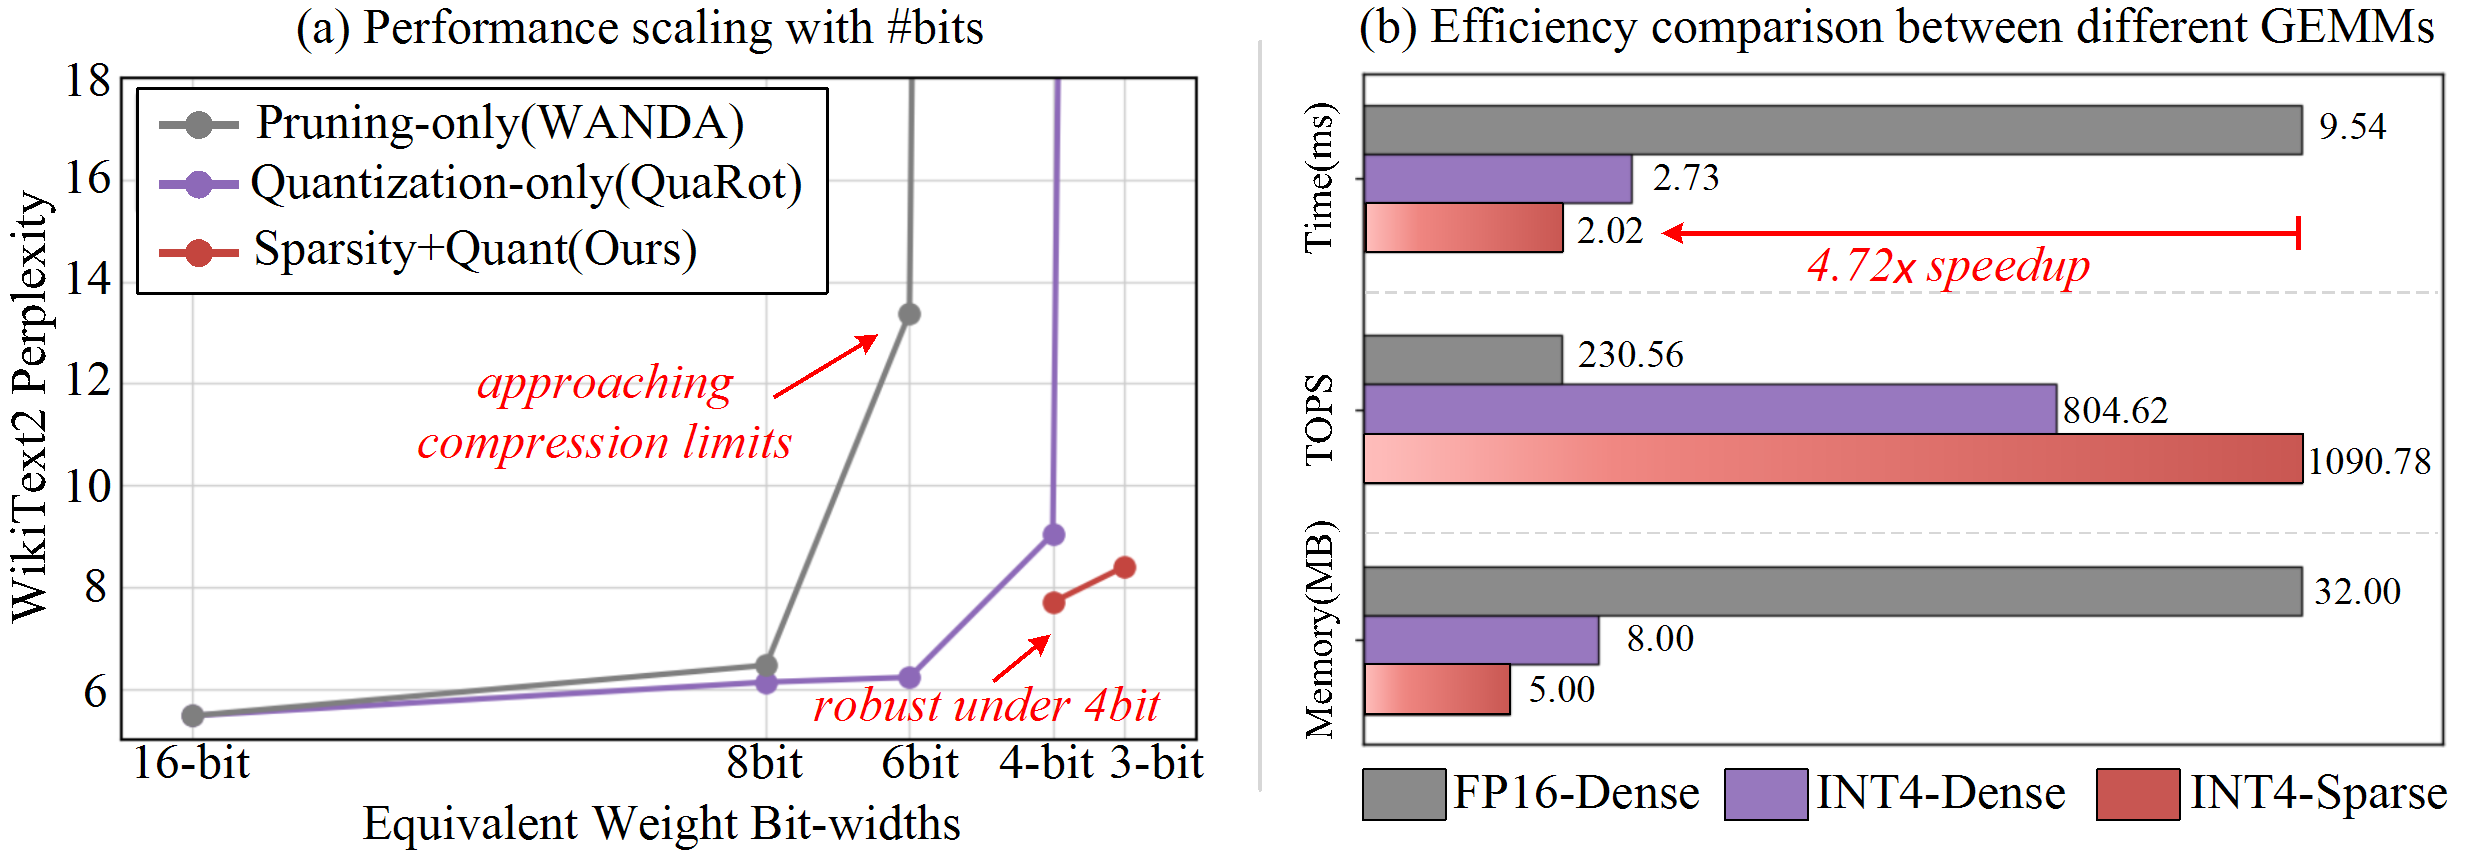 (a) Performance scaling with #bits
18
16
14
12
10
8
6
WikiText2 Perplexity
Pruning-only(WANDA)
Quantization-only(QuaRot)
Sparsity+Quant(Ours)
approaching
compression limits
robust under 4bit
16-bit 8bit 6bit 4-bit 3-bit
Equivalent Weight Bit-widths
(b) Efficiency comparison between different GEMMs
Time(ms)
9.54
2.73
2.02
4.72x speedup
TOPS
230.56
804.62
1090.78
Memory(MB)
32.00
8.00
5.00
FP16-Dense INT4-Dense INT4-Sparse